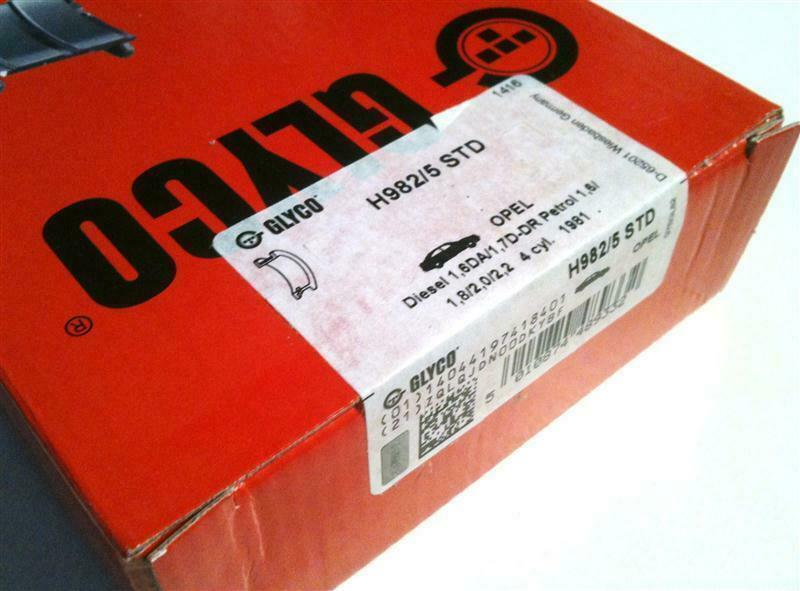 GLYCO
®
GLYCO
1416
H982/5 STD
D-65201 Wiesbaden Germany
OPEL
Diesel 1,6DA/1,7D-DR Petrol 1,6/
1,8/2,0/2,2 4 cyl. 1981
GLYCO
H982/5 STD
OPEL